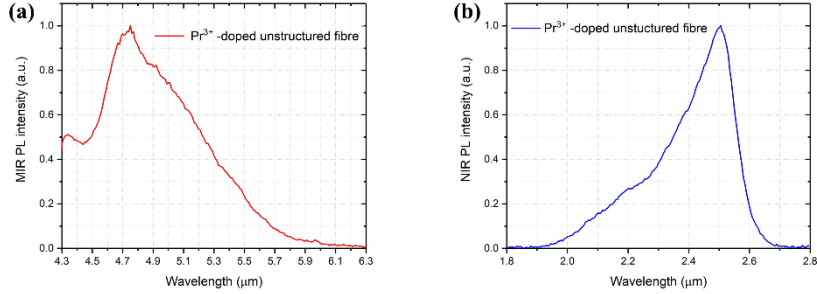 (a)
MIR PL intensity (a.u.)
1.0
0.8
0.6
0.4
0.2
0.0
Pr3+ -doped unstructured fibre
4.3 4.5 4.7 4.9 5.1 5.3 5.5 5.7 5.9 6.1 6.3
Wavelength (μm)
(b)
NIR PL intensity (a.u.)
1.0
0.8
0.6
0.4
0.2
0.0
Pr3+ -doped unstructured fibre
1.8 2.0 2.2 2.4 2.6 2.8
Wavelength (μm)